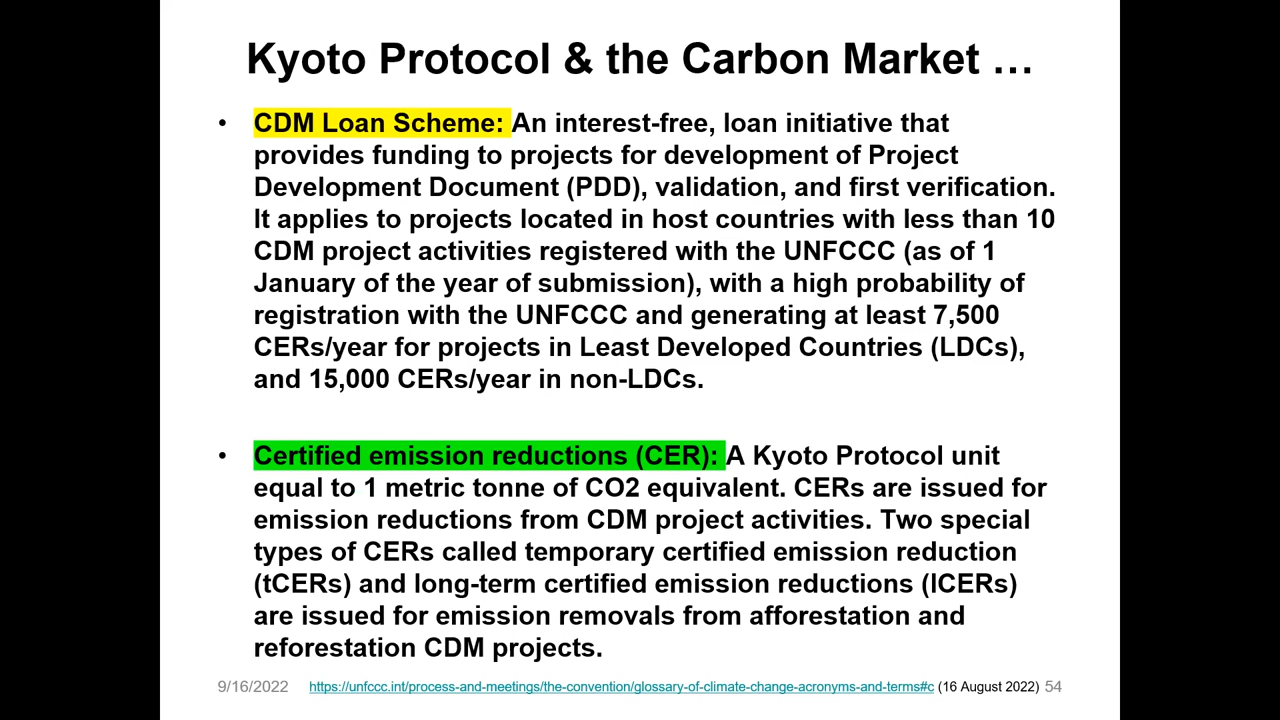 Kyoto Protocol & the Carbon Market …
• CDM Loan Scheme: An interest-free, loan initiative that
provides funding to projects for development of Project
Development Document (PDD), validation, and first verification.
It applies to projects located in host countries with less than 10
CDM project activities registered with the UNFCCC (as of 1
January of the year of submission), with a high probability of
registration with the UNFCCC and generating at least 7,500
CERs/year for projects in Least Developed Countries (LDCs),
and 15,000 CERs/year in non-LDCs.
• Certified emission reductions (CER): A Kyoto Protocol unit
equal to 1 metric tonne of CO2 equivalent. CERs are issued for
emission reductions from CDM project activities. Two special
types of CERs called temporary certified emission reduction
(tCERs) and long-term certified emission reductions (lCERs)
are issued for emission removals from afforestation and
reforestation CDM projects.
9/16/2022 https://unfccc.int/process-and-meetings/the-convention/glossary-of-climate-change-acronyms-and-terms#c (16 August 2022) 54